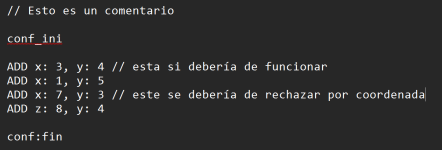 // Esto es un comentario
conf_ini
ADD x: 3, y: 4 // esta si debería de funcionar
ADD x: 1, y: 5
ADD x: 7, y: 3 // este se debería de rechazar por coordenada
ADD z: 8, y: 4
conf:fin